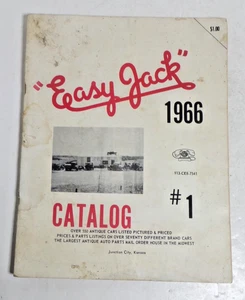 $1.00
"Easy Jack"
1966
CATALOG
#1
OVER 150 ANTIQUE CARS LISTED PICTURED & PRICED
PRICES & PARTS LISTINGS ON OVER SEVENTY DIFFERENT BRAND CARS
THE LARGEST ANTIQUE AUTO PARTS MAIL ORDER HOUSE IN THE MIDWEST
Junction City, Kansas